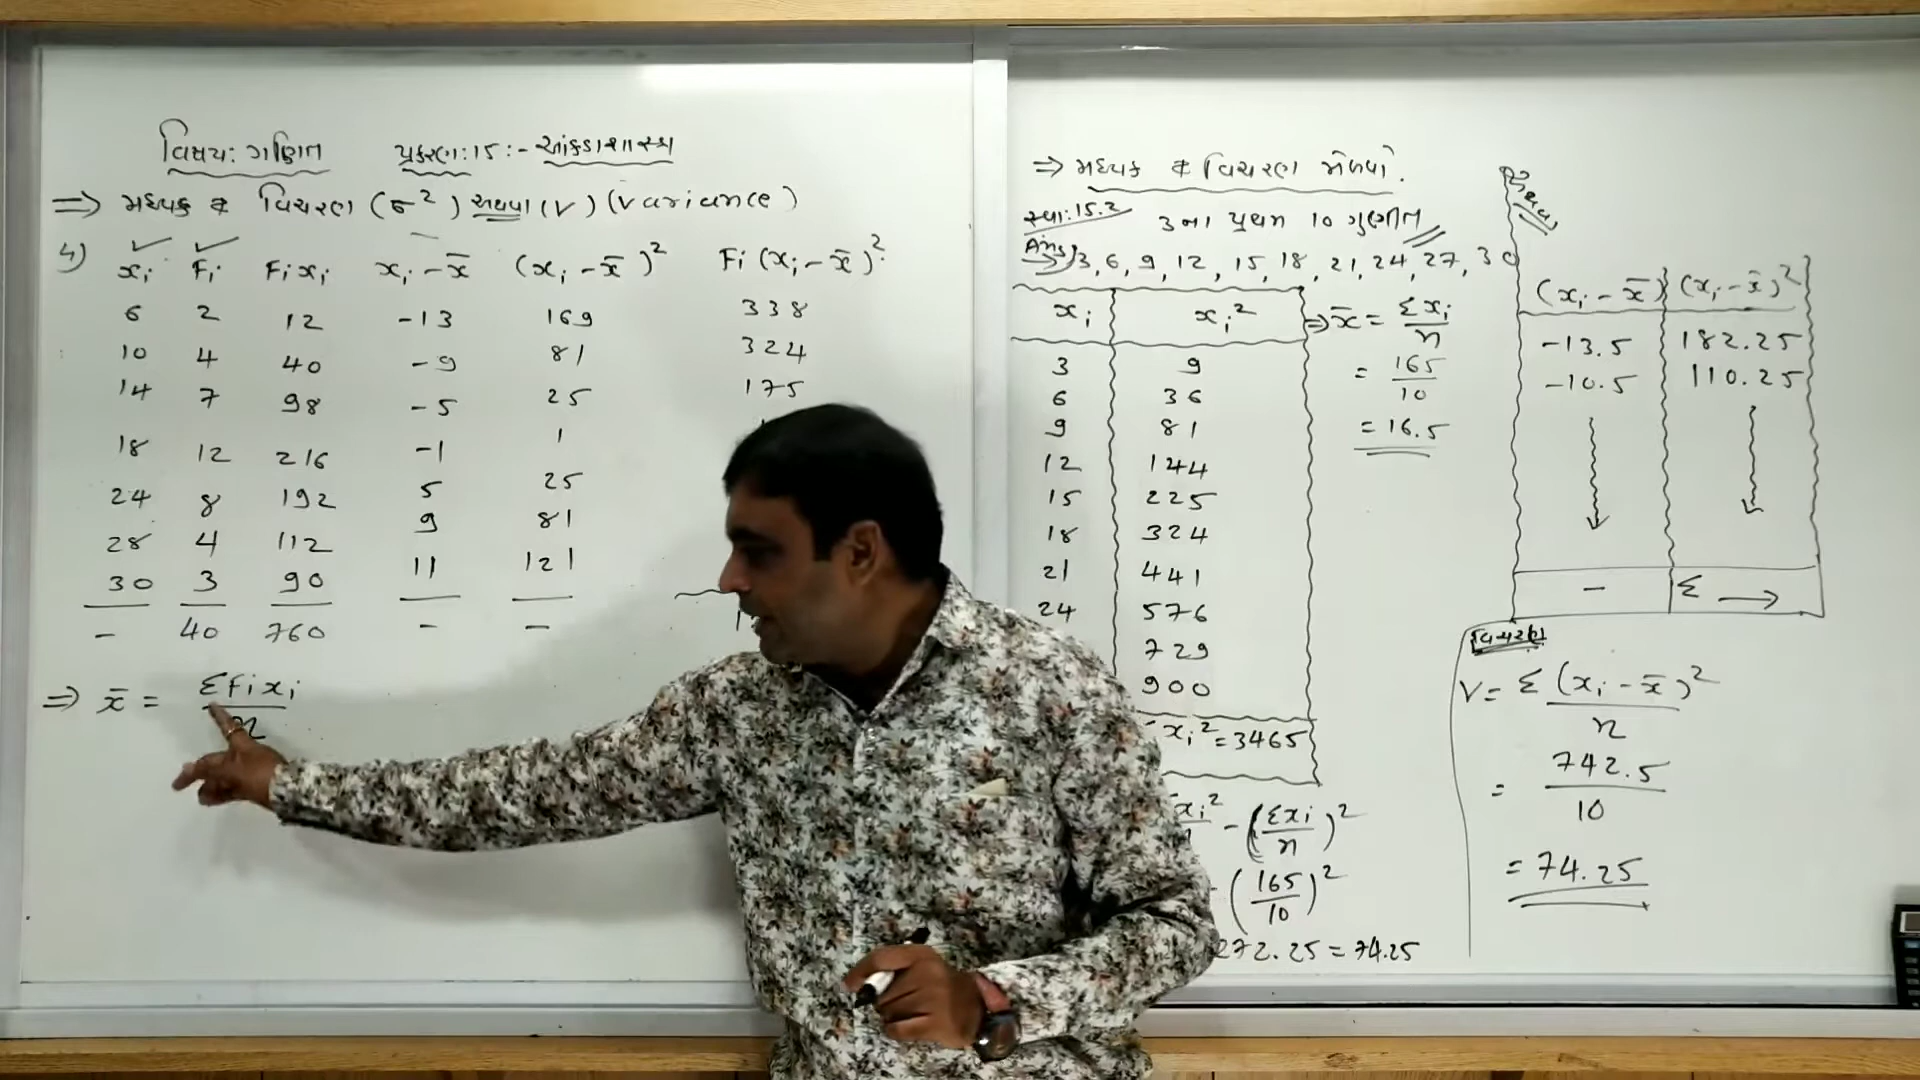 વિષય: ગણિત પ્રકરણ: 15 :- આંકડાશાસ્ત્ર
⇒ મધ્યક ને વિચરણ (σ²) અથવા (V) (variance)
4)
xᵢ Fᵢ Fᵢxᵢ xᵢ - x̄ (xᵢ - x̄)² Fᵢ(xᵢ - x̄)²
6 2 12 -13 169 338
10 4 40 -9 81 324
14 7 98 -5 25 175
18 12 216 -1 1
24 8 192 5 25
28 4 112 9 81
30 3 90 11 121
- 40 760 - -
⇒ x̄ = Σfᵢxᵢ
⇒ મધ્યક ને વિચરણ મેળવો.
સ્વા: 15.2 3 ના પ્રથમ 10 ગુણીત
Ans 3, 6, 9, 12, 15, 18, 21, 24, 27, 30
xᵢ xᵢ²
3 9
6 36
9 81
12 144
15 225
18 324
21 441
24 576
729
900
xᵢ² = 3465
⇒ x̄ = Σxᵢ / n
= 165 / 10
= 16.5
xᵢ² - (Σxᵢ / n)²
- (165 / 10)²
272.25 = 74.25
(xᵢ - x̄) (xᵢ - x̄)²
-13.5 182.25
-10.5 110.25
- Σ →
વિચરણ
V = Σ (xᵢ - x̄)² / n
= 742.5 / 10
= 74.25